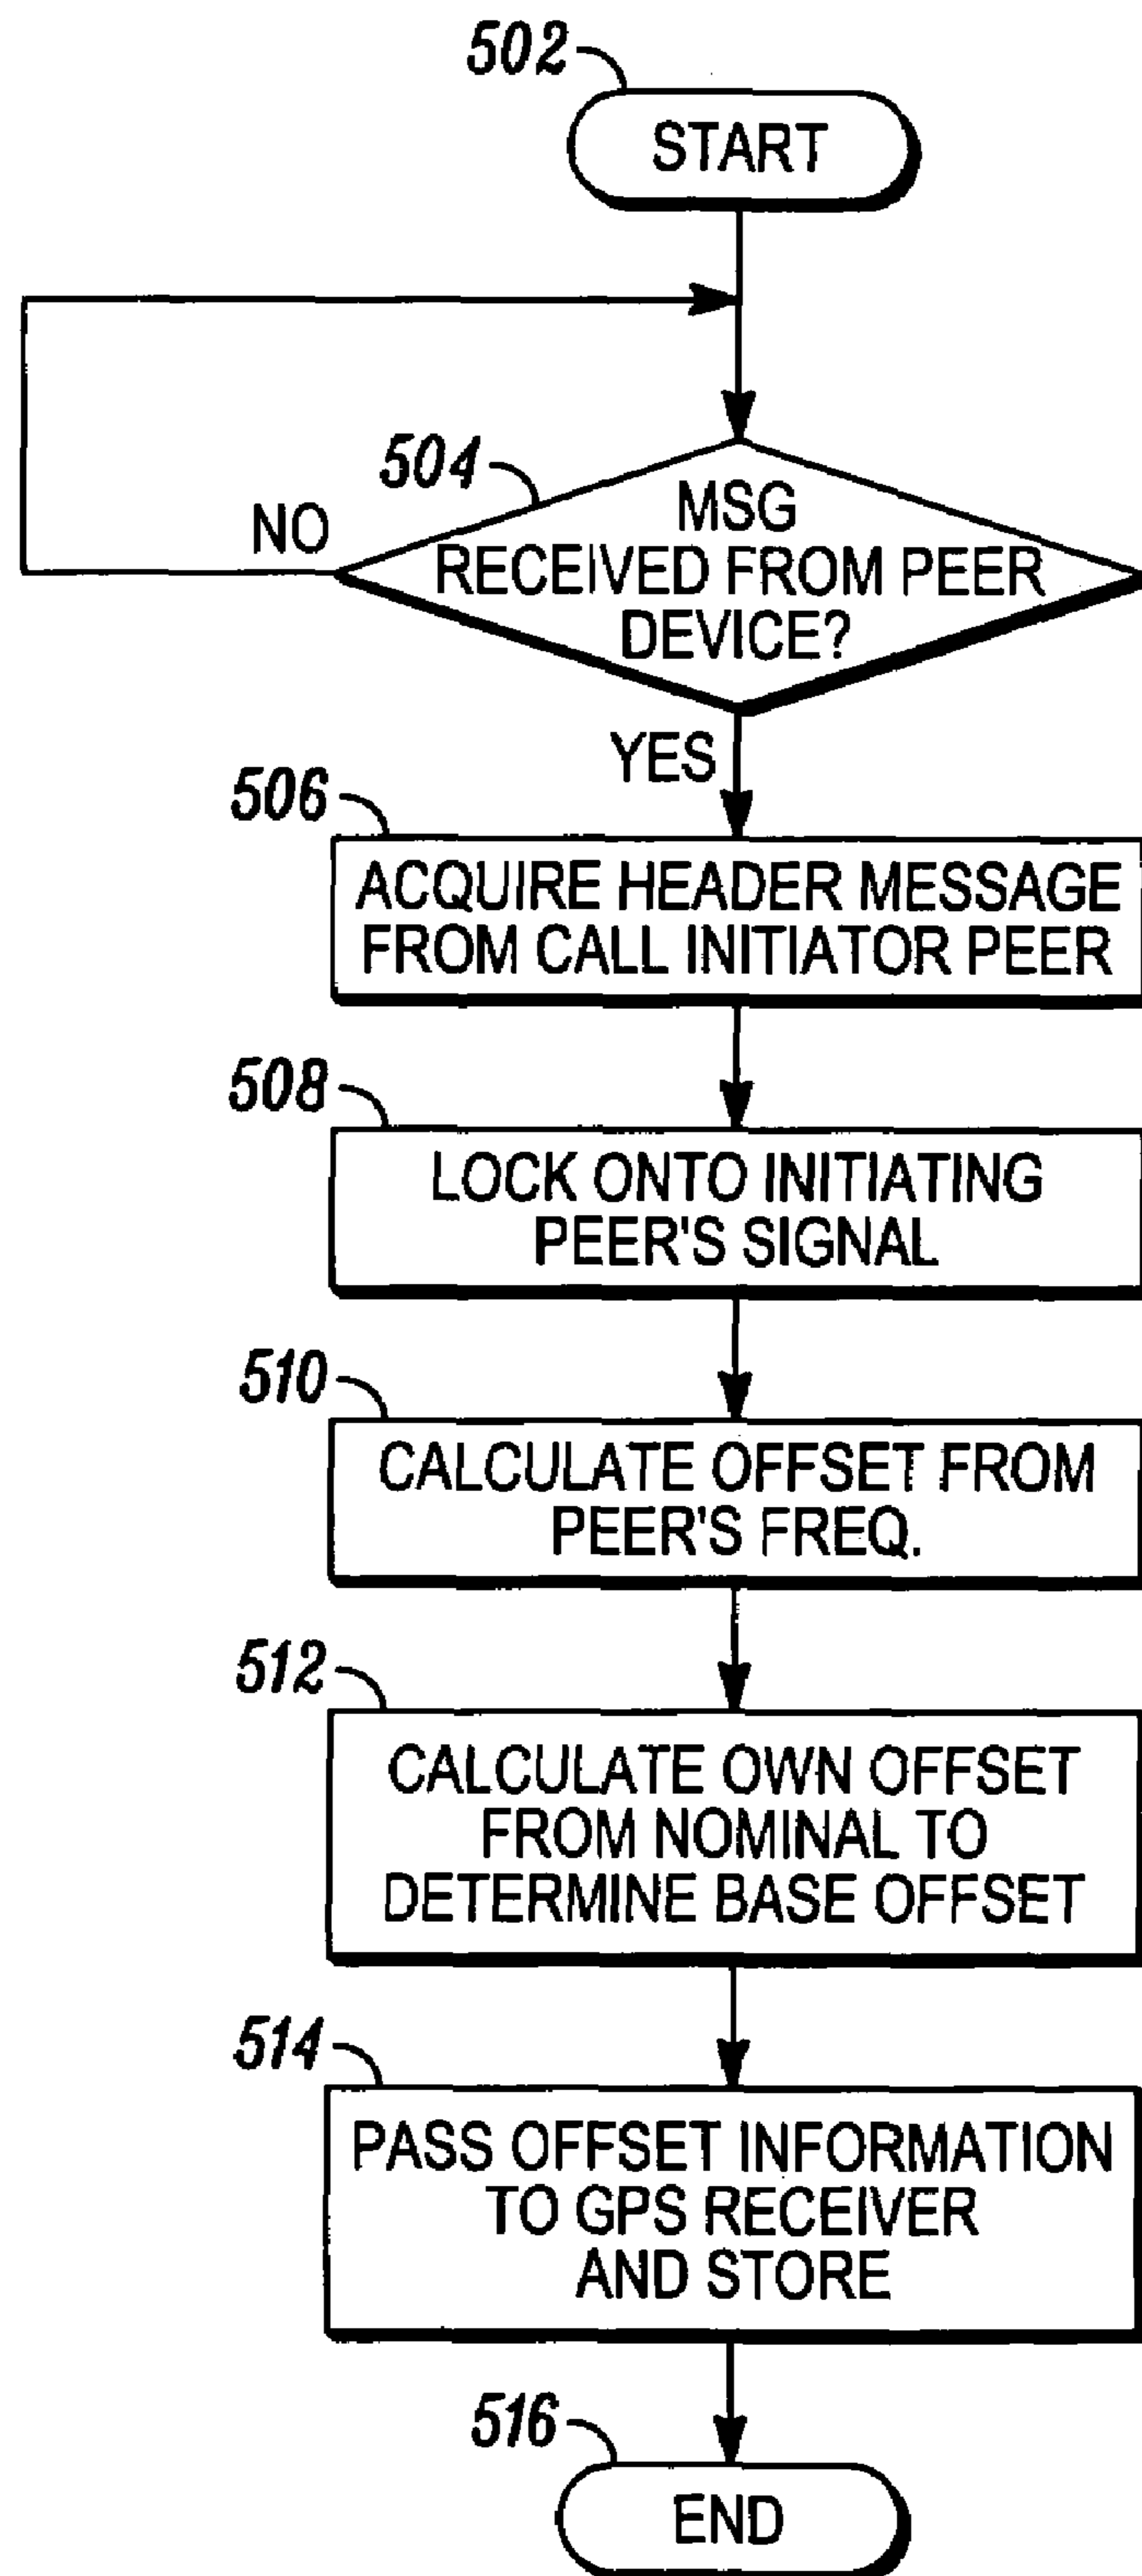 502
START
504
NO
MSG
RECEIVED FROM PEER
DEVICE?
YES
506
ACQUIRE HEADER MESSAGE
FROM CALL INITIATOR PEER
508
LOCK ONTO INITIATING
PEER'S SIGNAL
510
CALCULATE OFFSET FROM
PEER'S FREQ.
512
CALCULATE OWN OFFSET
FROM NOMINAL TO
DETERMINE BASE OFFSET
514
PASS OFFSET INFORMATION
TO GPS RECEIVER
AND STORE
516
END